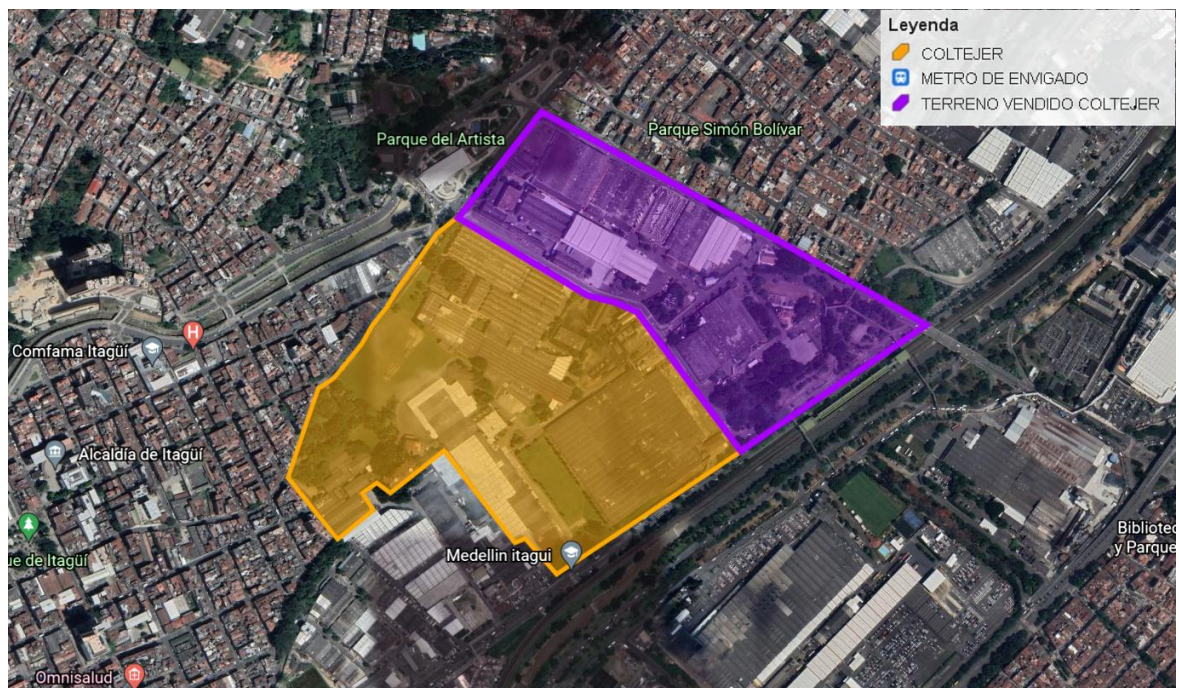 Leyenda
COLTEJER
METRO DE ENVIGADO
TERRENO VENDIDO COLTEJER
Parque del Artista
Parque Simón Bolívar
H
Comfama Itagüí
Alcaldía de Itagüí
ue de Itagüí
Medellin itagui
Bibliotec
y Parque
Omnisalud